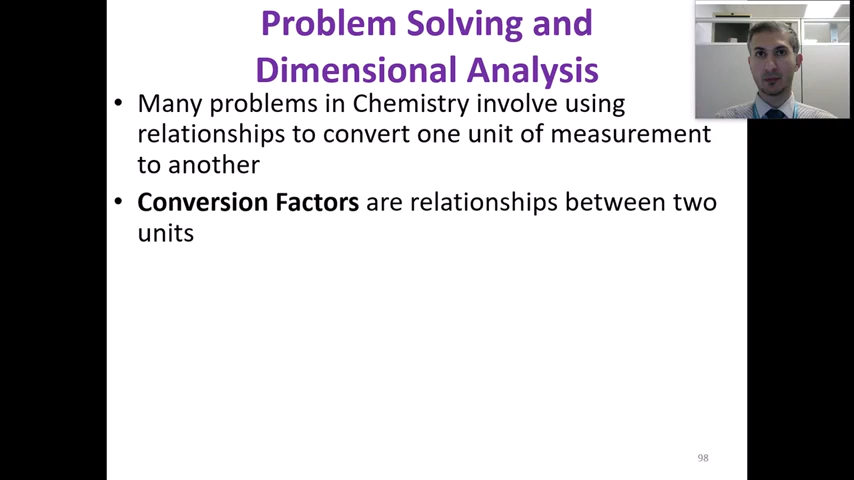 Problem Solving and
Dimensional Analysis
• Many problems in Chemistry involve using
relationships to convert one unit of measurement
to another
• Conversion Factors are relationships between two
units
98